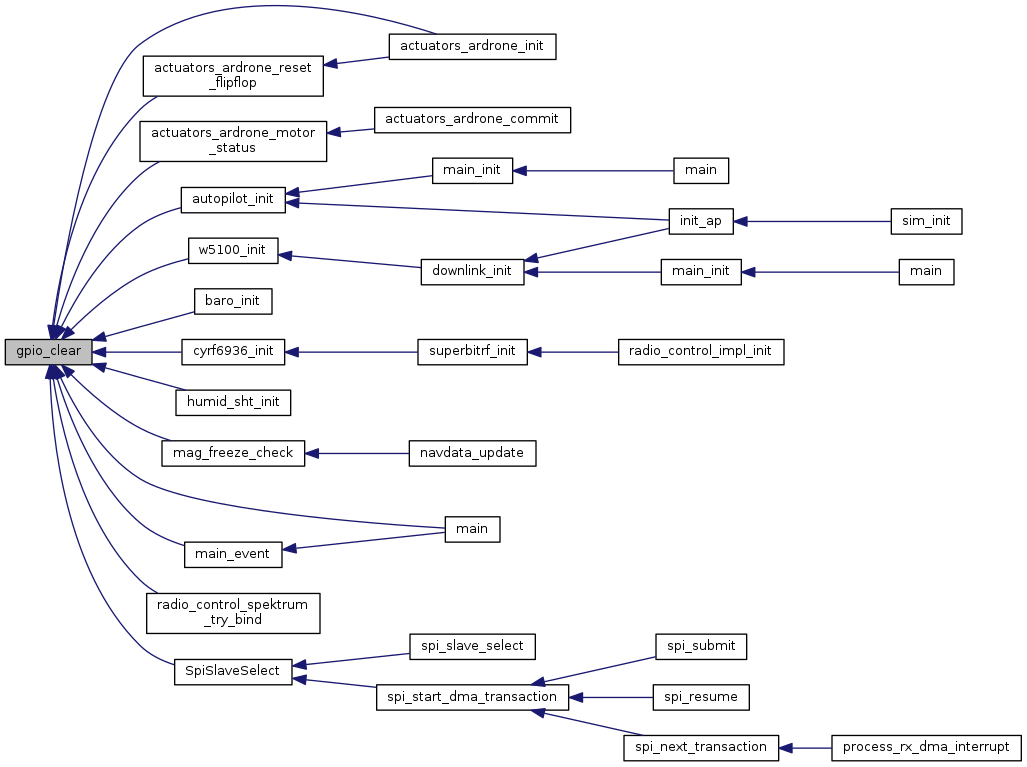 actuators_ardrone_init
actuators_ardrone_reset
_flipflop
actuators_ardrone_commit
actuators_ardrone_motor
_status
main_init
main
autopilot_init
init_ap
sim_init
w5100_init
downlink_init
main_init
main
baro_init
gpio_clear
cyrf6936_init
superbitrf_init
radio_control_impl_init
humid_sht_init
mag_freeze_check
navdata_update
main
main_event
radio_control_spektrum
_try_bind
spi_slave_select
spi_submit
SpiSlaveSelect
spi_start_dma_transaction
spi_resume
spi_next_transaction
process_rx_dma_interrupt